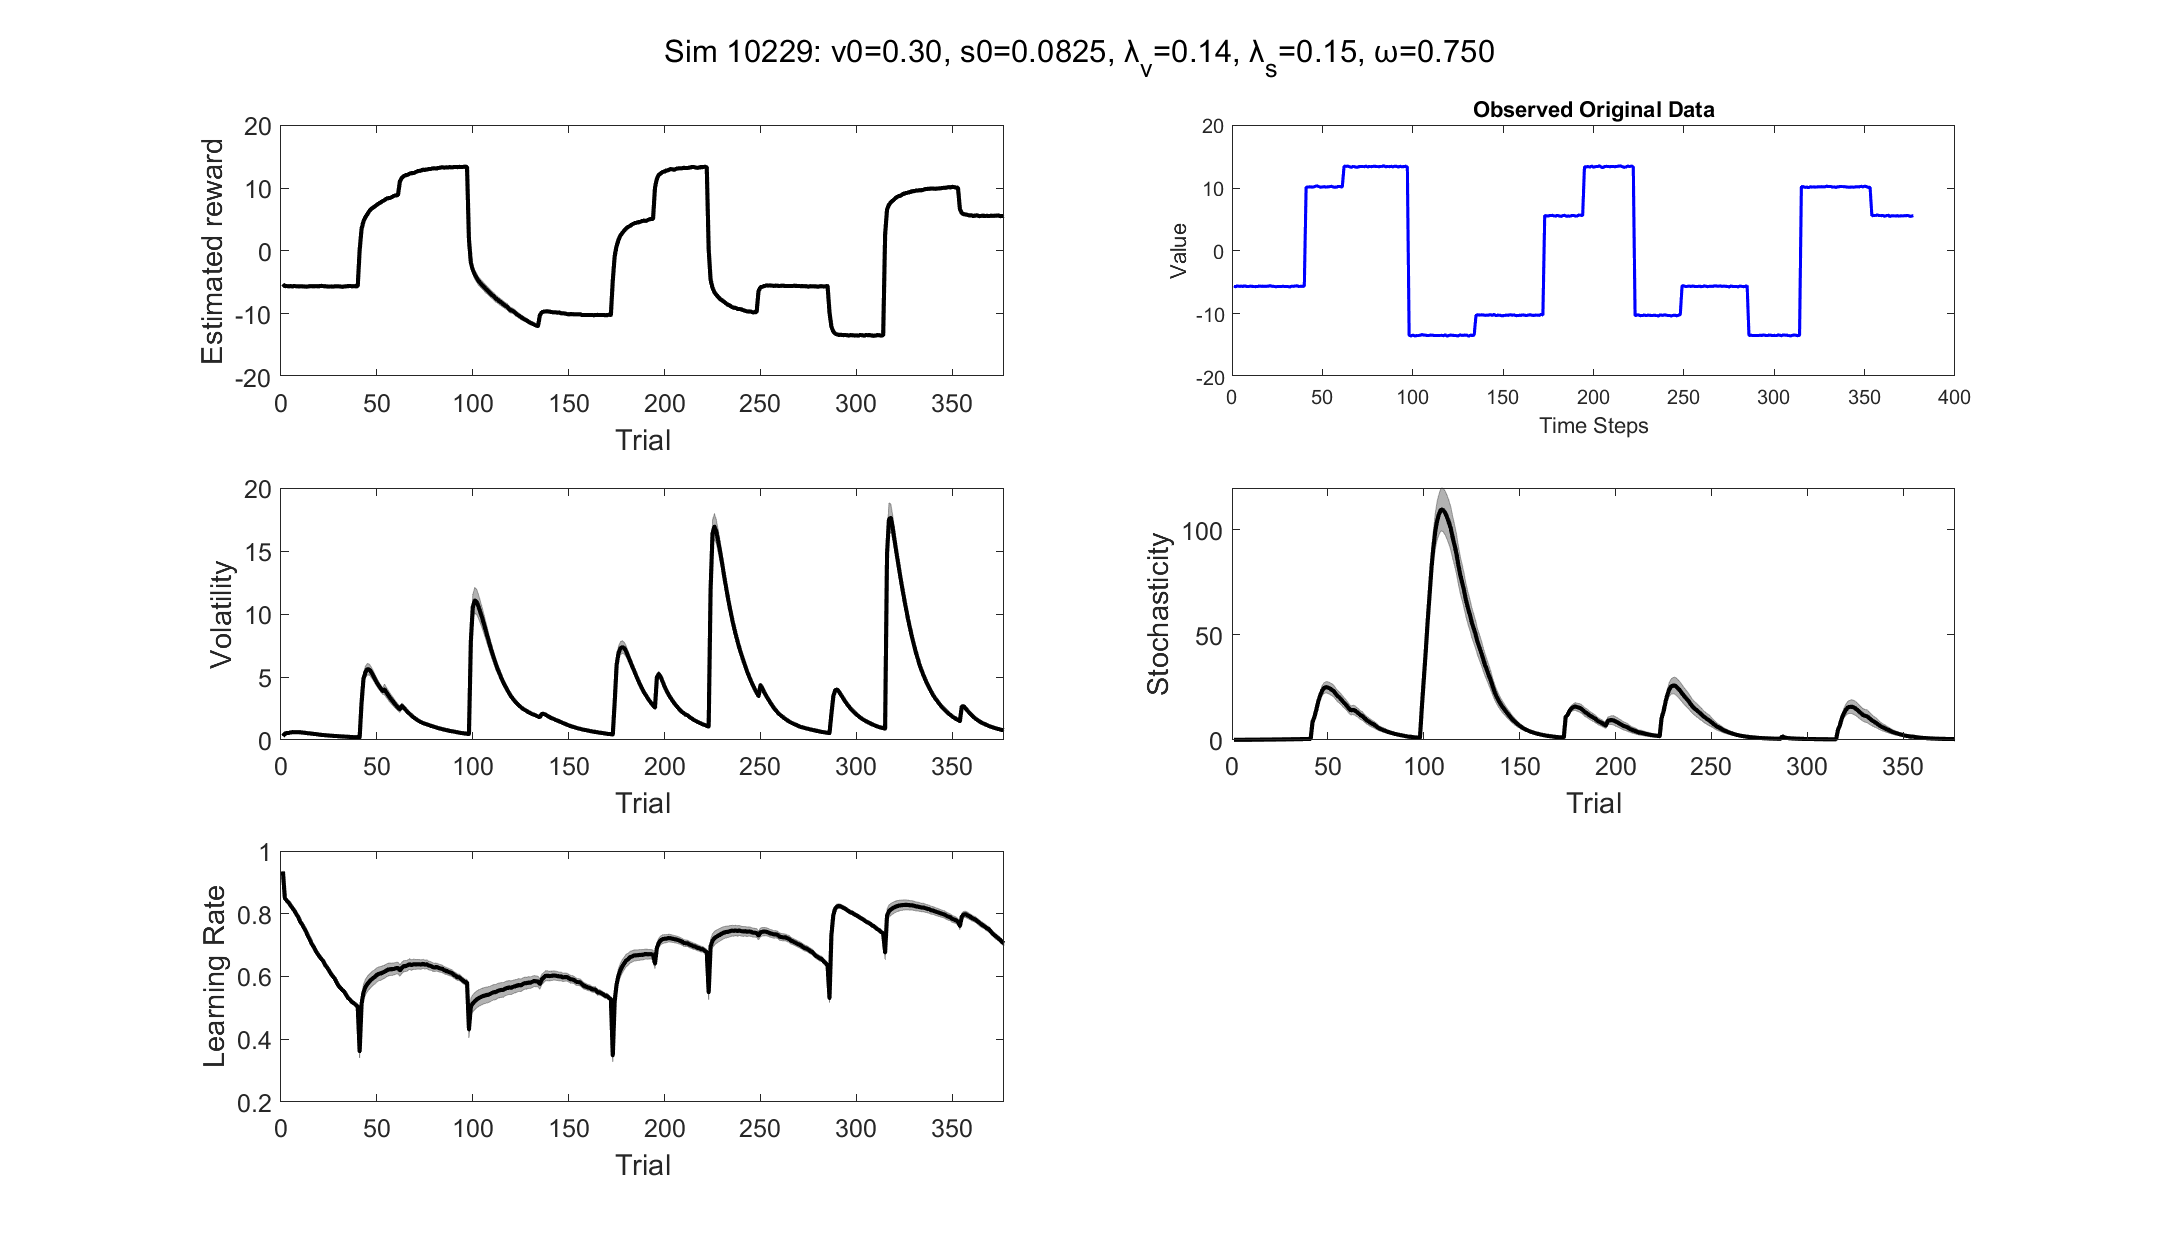 Sim 10229: v0=0.30, s0=0.0825, λ_v=0.14, λ_s=0.15, ω=0.750
20
10
0
-10
-20
Estimated reward
0 50 100 150 200 250 300 350
Trial
Observed Original Data
20
10
0
-10
-20
Value
0 50 100 150 200 250 300 350 400
Time Steps
20
15
10
5
0
Volatility
0 50 100 150 200 250 300 350
Trial
100
50
0
Stochasticity
0 50 100 150 200 250 300 350
Trial
1
0.8
0.6
0.4
0.2
Learning Rate
0 50 100 150 200 250 300 350
Trial